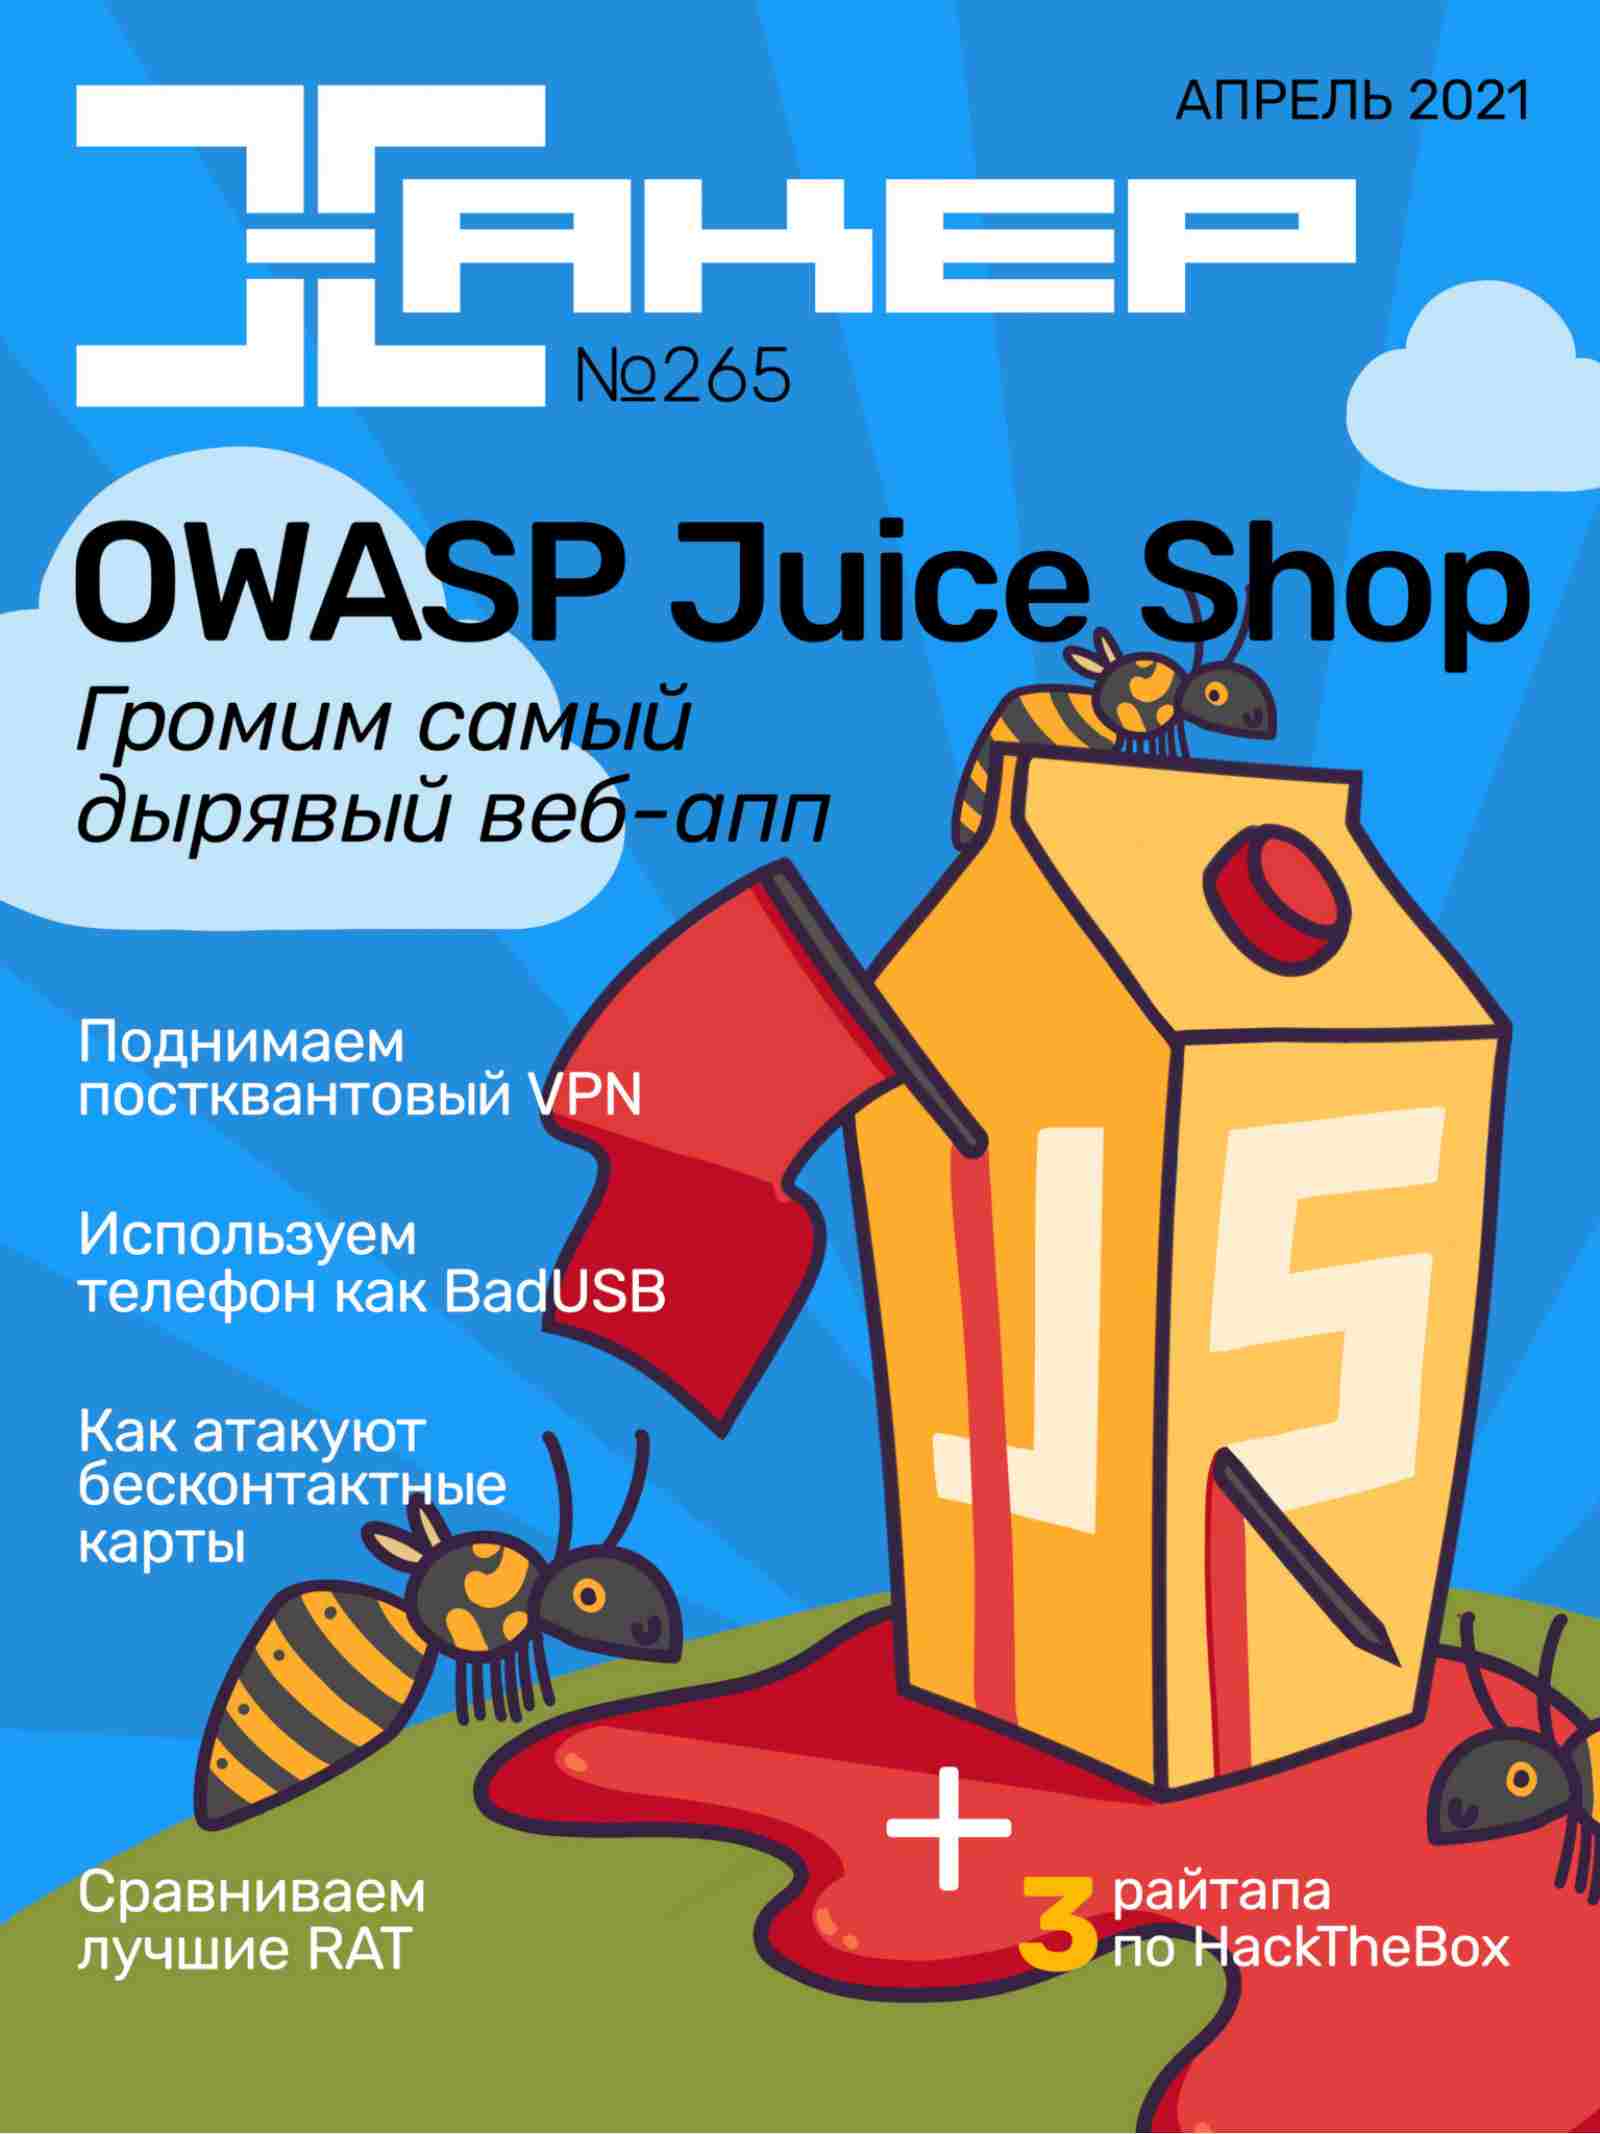 АПРЕЛЬ 2021
ХАКЕР
№265
OWASP Juice Shop
Громим самый
дырявый веб-апп
Поднимаем
постквантовый VPN
Используем
телефон как BadUSB
Как атакуют
бесконтактные
карты
JS
Сравниваем
лучшие RAT
+
3 райтапа
по HackTheBox